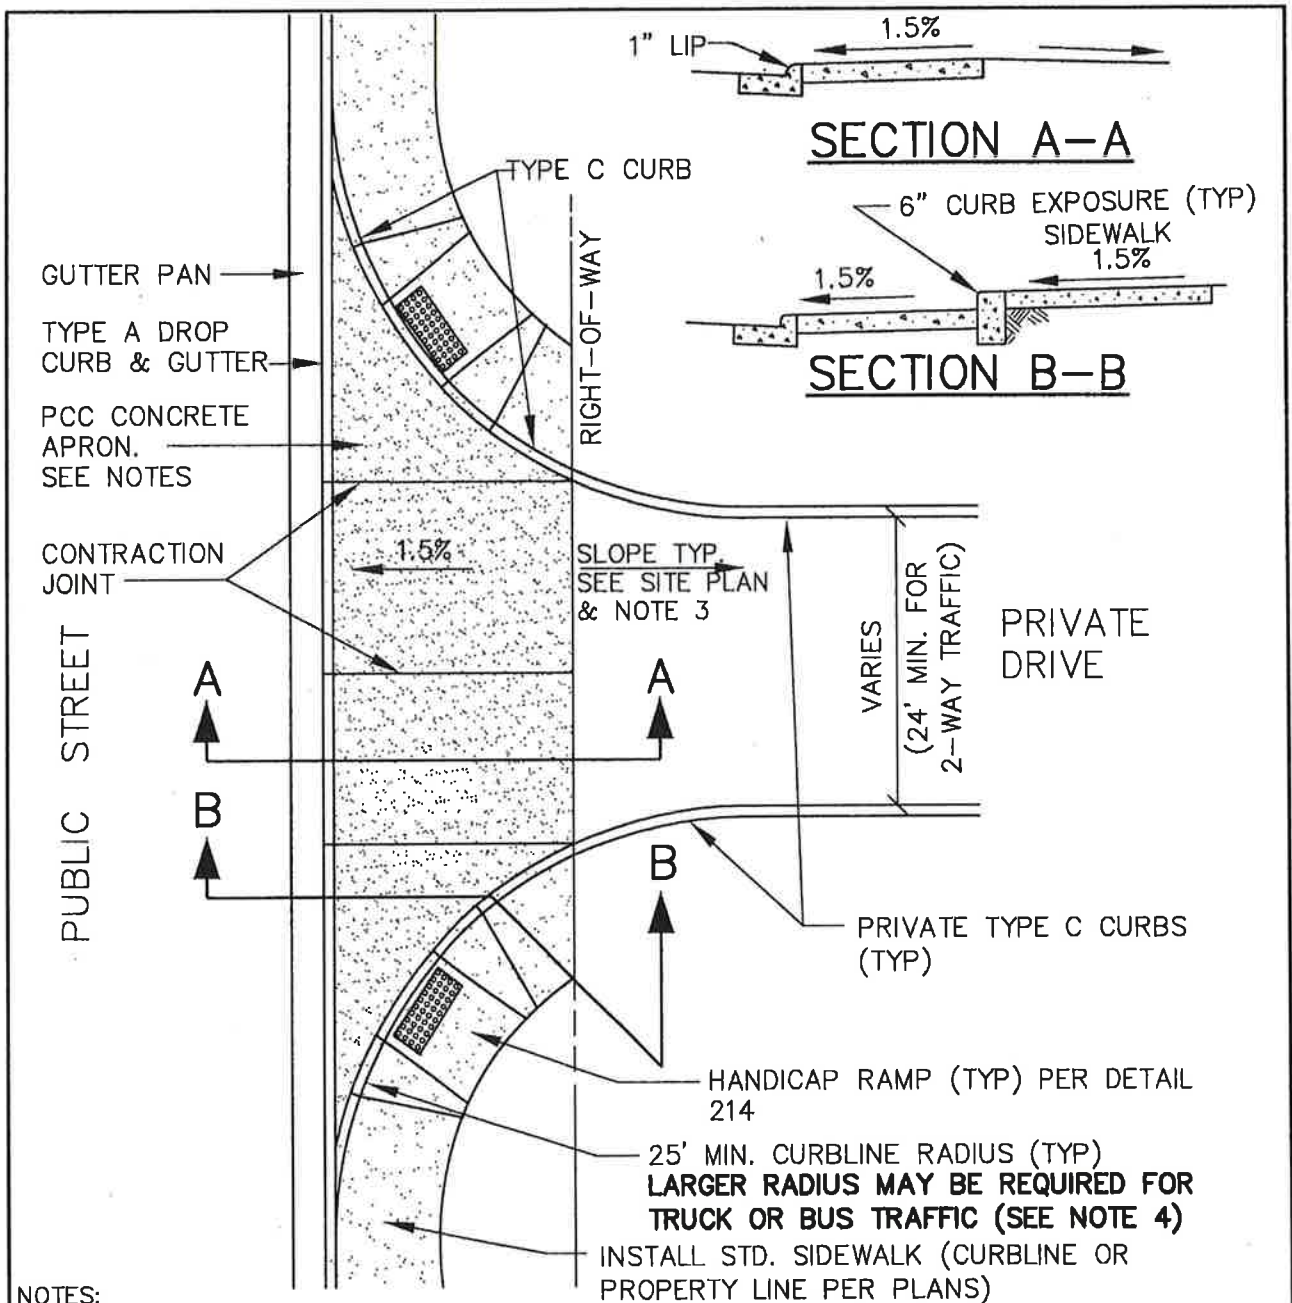 1" LIP
1.5%
SECTION A–A
TYPE C CURB
6" CURB EXPOSURE (TYP)
SIDEWALK
1.5%
1.5%
SECTION B–B
RIGHT–OF–WAY
GUTTER PAN
TYPE A DROP
CURB & GUTTER
PCC CONCRETE
APRON.
SEE NOTES
CONTRACTION
JOINT
1.5%
SLOPE TYP.
SEE SITE PLAN
& NOTE 3
VARIES
(24' MIN. FOR
2–WAY TRAFFIC)
PRIVATE
DRIVE
PUBLIC STREET
A
A
B
B
PRIVATE TYPE C CURBS
(TYP)
HANDICAP RAMP (TYP) PER DETAIL
214
25' MIN. CURBLINE RADIUS (TYP)
LARGER RADIUS MAY BE REQUIRED FOR
TRUCK OR BUS TRAFFIC (SEE NOTE 4)
INSTALL STD. SIDEWALK (CURBLINE OR
PROPERTY LINE PER PLANS)
NOTES: